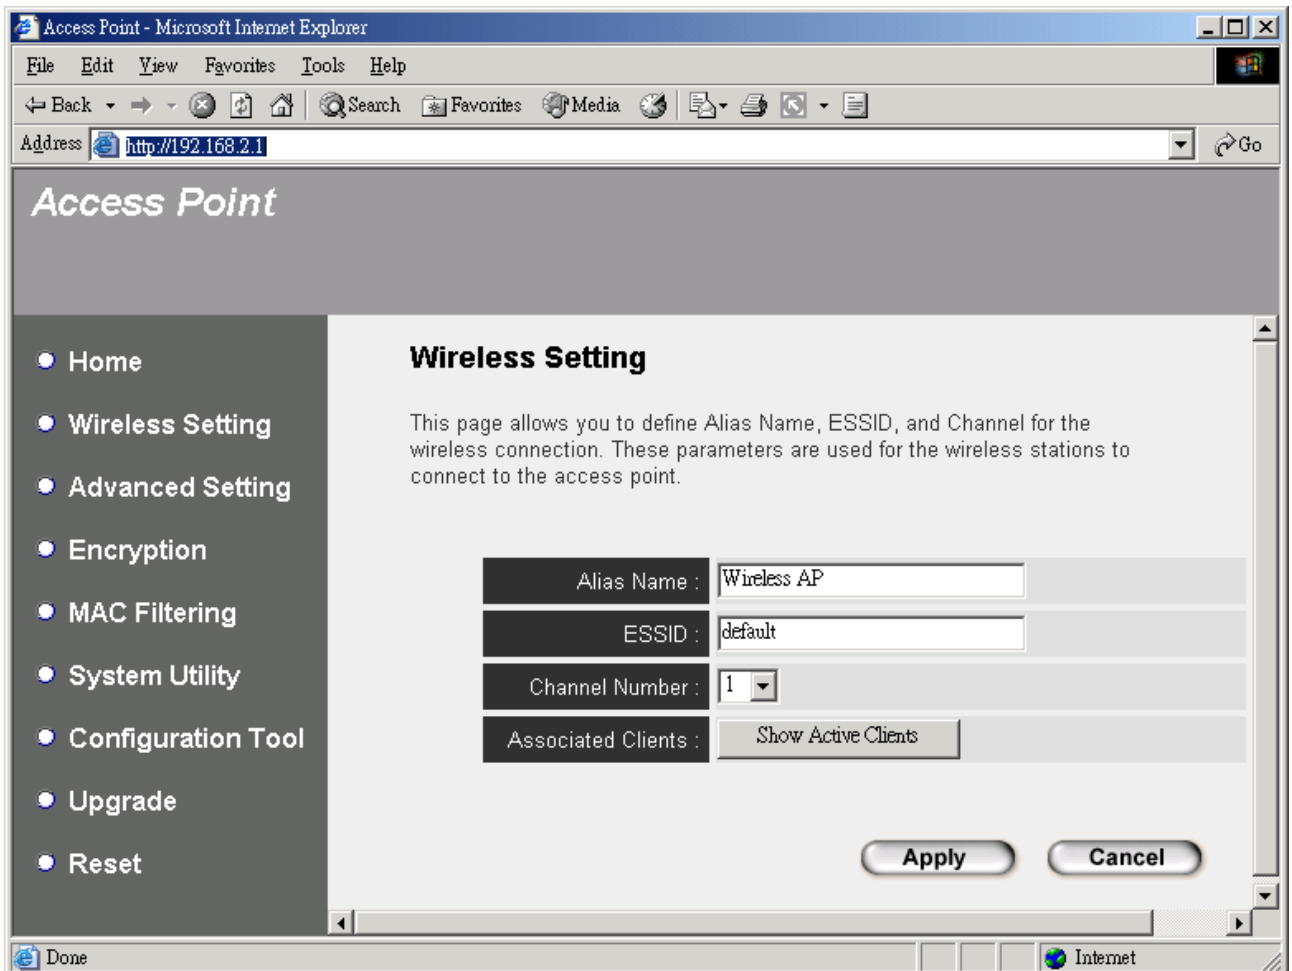 Access Point - Microsoft Internet Explorer
File Edit View Favorites Tools Help
Back Search Favorites Media
Address http://192.168.2.1 Go
Access Point
Home
Wireless Setting
Advanced Setting
Encryption
MAC Filtering
System Utility
Configuration Tool
Upgrade
Reset
Wireless Setting
This page allows you to define Alias Name, ESSID, and Channel for the
wireless connection. These parameters are used for the wireless stations to
connect to the access point.
Alias Name : Wireless AP
ESSID : default
Channel Number : 1
Associated Clients : Show Active Clients
Apply Cancel
Done Internet